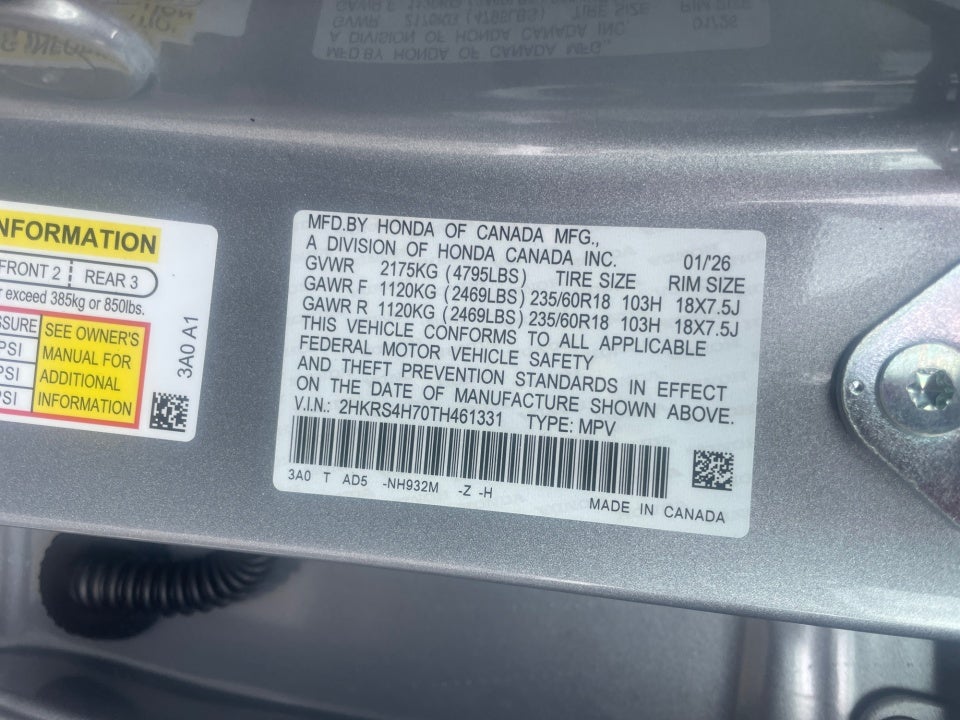 INFORMATION
FRONT 2 REAR 3
exceed 385kg or 850lbs.
SSURE SEE OWNER'S
PSI MANUAL FOR
PSI ADDITIONAL
PSI INFORMATION
3A0 A1
MFD.BY HONDA OF CANADA MFG.,
A DIVISION OF HONDA CANADA INC. 01/'26
GVWR 2175KG (4795LBS) TIRE SIZE RIM SIZE
GAWR F 1120KG (2469LBS) 235/60R18 103H 18X7.5J
GAWR R 1120KG (2469LBS) 235/60R18 103H 18X7.5J
THIS VEHICLE CONFORMS TO ALL APPLICABLE
FEDERAL MOTOR VEHICLE SAFETY
AND THEFT PREVENTION STANDARDS IN EFFECT
ON THE DATE OF MANUFACTURE SHOWN ABOVE.
V.I.N.: 2HKRS4H70TH461331 TYPE: MPV
3A0 T AD5 -NH932M -Z -H
MADE IN CANADA